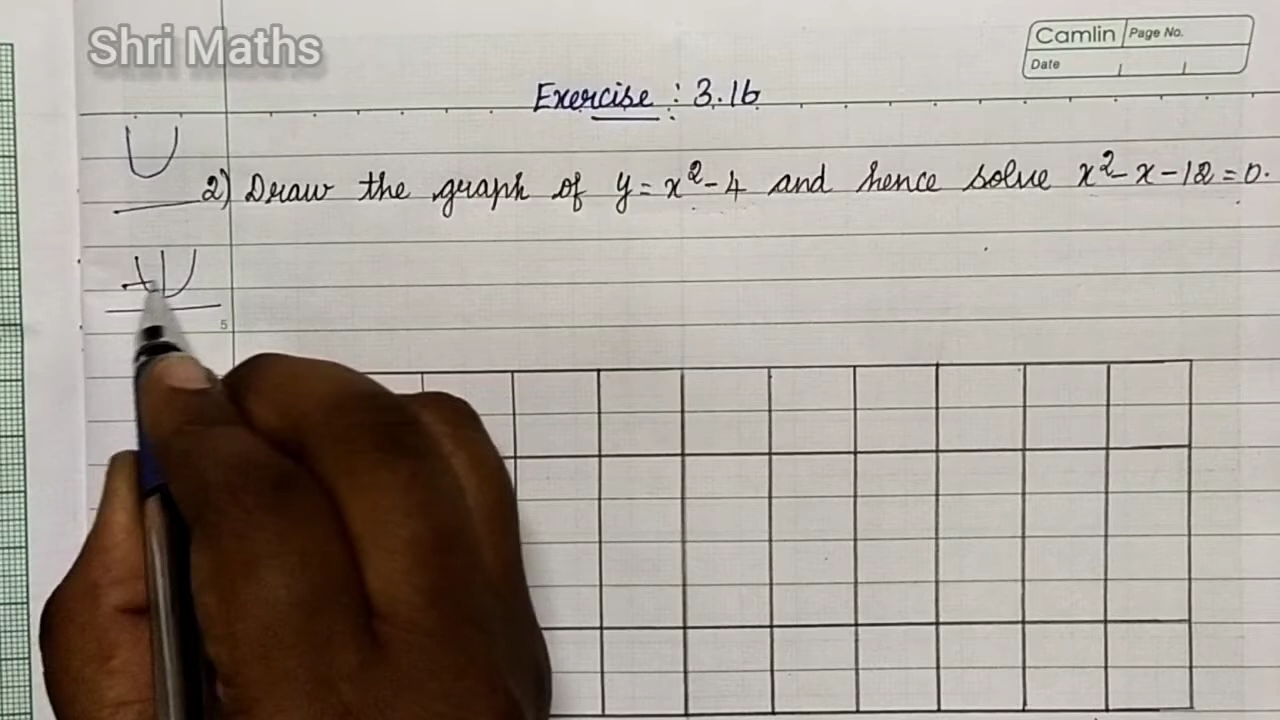 Shri Maths
Camlin Page No.
Date
Exercise : 3.16
2) Draw the graph of y = x² - 4 and hence solve x² - x - 12 = 0.
5